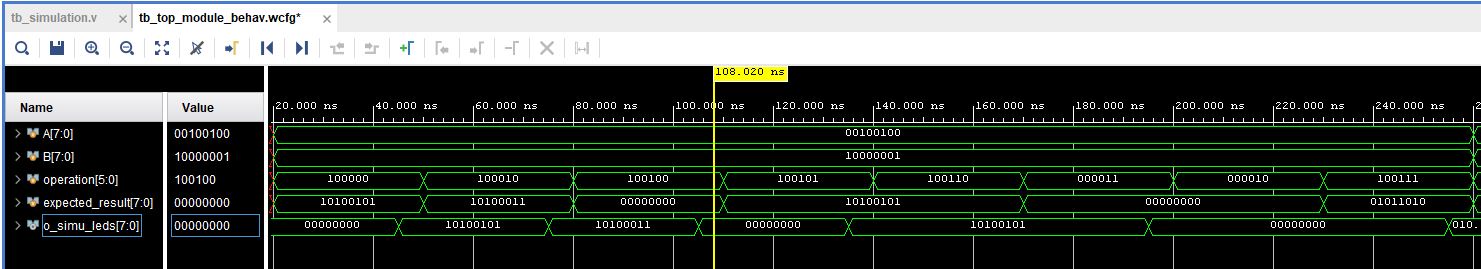 tb_simulation.v × tb_top_module_behav.wcfg* ×
108.020 ns
Name Value 20.000 ns 40.000 ns 60.000 ns 80.000 ns 100.000 ns 120.000 ns 140.000 ns 160.000 ns 180.000 ns 200.000 ns 220.000 ns 240.000 ns 2
A[7:0] 00100100 00100100
B[7:0] 10000001 10000001
operation[5:0] 100100 100000 100010 100100 100101 100110 000011 000010 100111
expected_result[7:0] 00000000 10100101 10100011 00000000 10100101 00000000 01011010
o_simu_leds[7:0] 00000000 00000000 10100101 10100011 00000000 10100101 00000000 010.